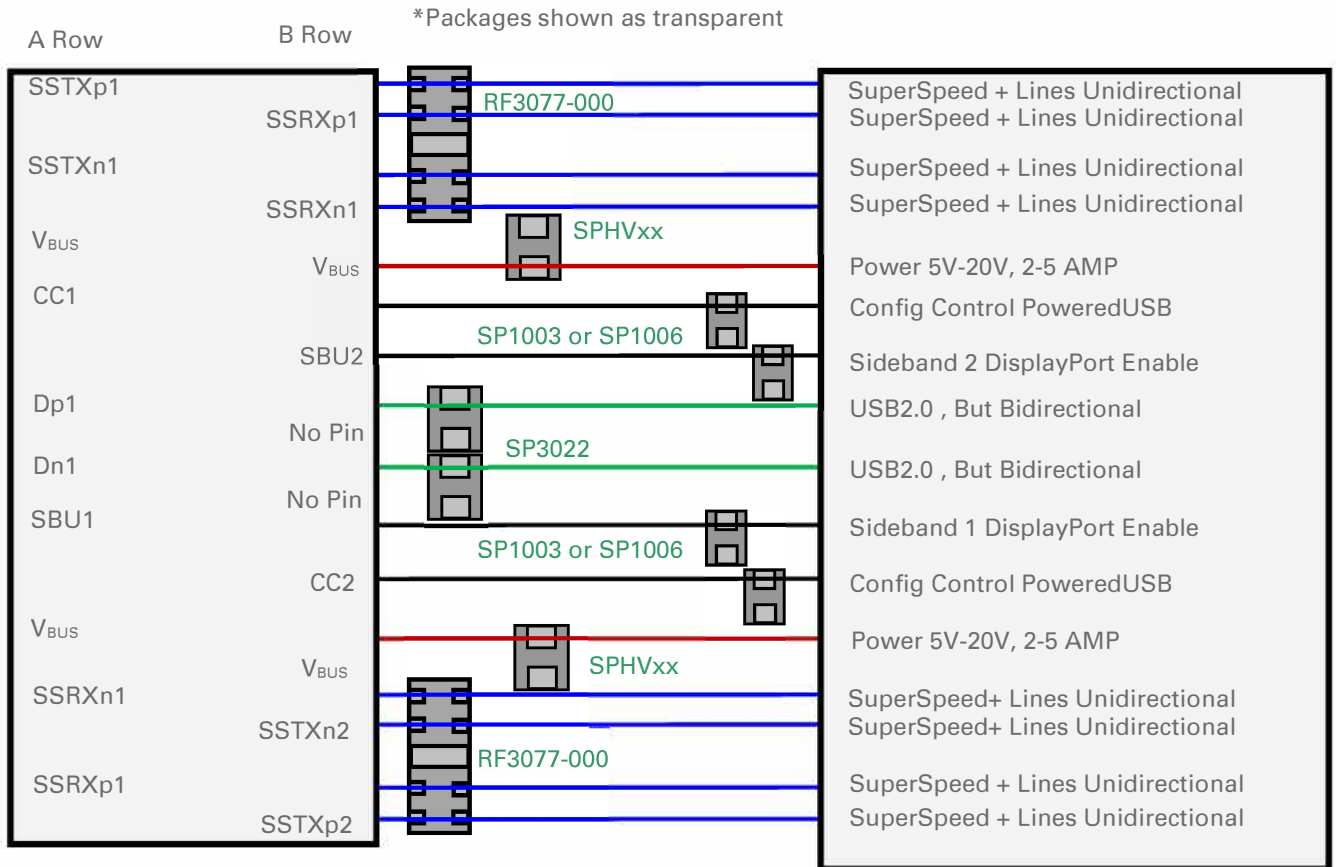 *Packages shown as transparent
A Row
B Row
SSTXp1
RF3077-000
SuperSpeed + Lines Unidirectional
SSRXp1
SuperSpeed + Lines Unidirectional
SSTXn1
SuperSpeed + Lines Unidirectional
SSRXn1
SuperSpeed + Lines Unidirectional
VBUS
SPHVxx
VBUS
Power 5V-20V, 2-5 AMP
CC1
Config Control PoweredUSB
SP1003 or SP1006
SBU2
Sideband 2 DisplayPort Enable
Dp1
USB2.0 , But Bidirectional
No Pin
SP3022
Dn1
USB2.0 , But Bidirectional
No Pin
SBU1
Sideband 1 DisplayPort Enable
SP1003 or SP1006
CC2
Config Control PoweredUSB
VBUS
Power 5V-20V, 2-5 AMP
VBUS
SPHVxx
SSRXn1
SuperSpeed+ Lines Unidirectional
SSTXn2
SuperSpeed+ Lines Unidirectional
RF3077-000
SSRXp1
SuperSpeed + Lines Unidirectional
SSTXp2
SuperSpeed + Lines Unidirectional